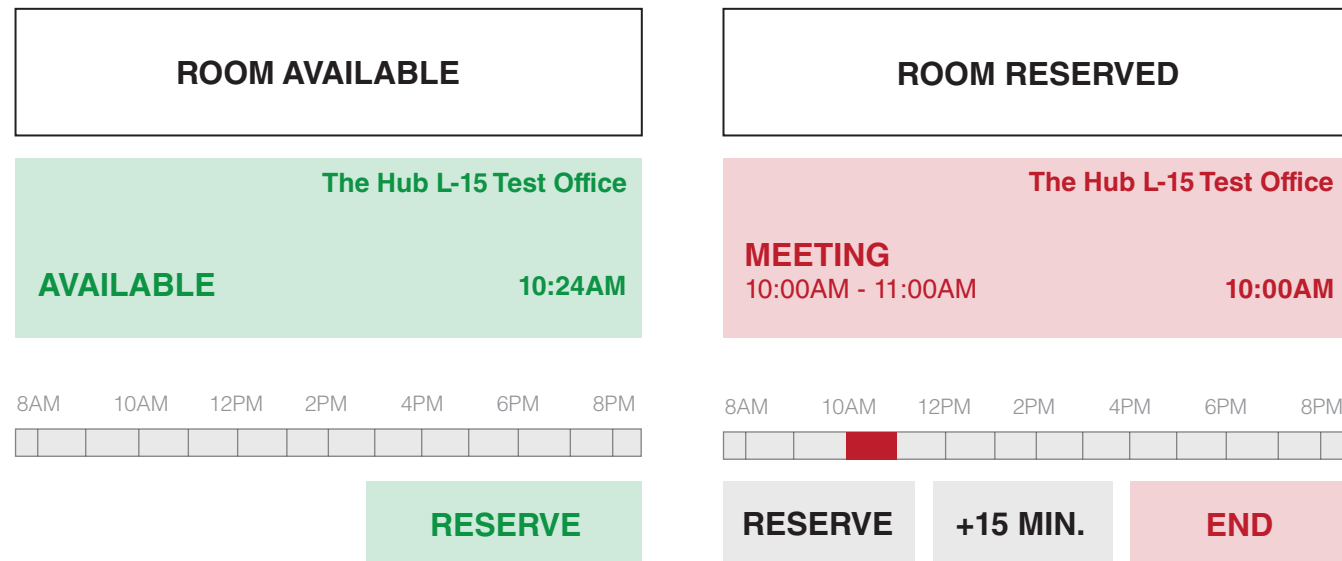 ROOM AVAILABLE
The Hub L-15 Test Office
AVAILABLE
10:24AM
8AM 10AM 12PM 2PM 4PM 6PM 8PM
RESERVE
ROOM RESERVED
The Hub L-15 Test Office
MEETING
10:00AM - 11:00AM
10:00AM
8AM 10AM 12PM 2PM 4PM 6PM 8PM
RESERVE
+15 MIN.
END